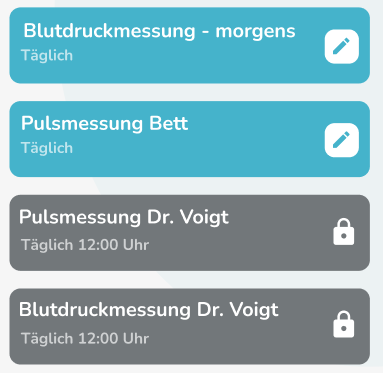 Blutdruckmessung - morgens
Täglich
Pulsmessung Bett
Täglich
Pulsmessung Dr. Voigt
Täglich 12:00 Uhr
Blutdruckmessung Dr. Voigt
Täglich 12:00 Uhr